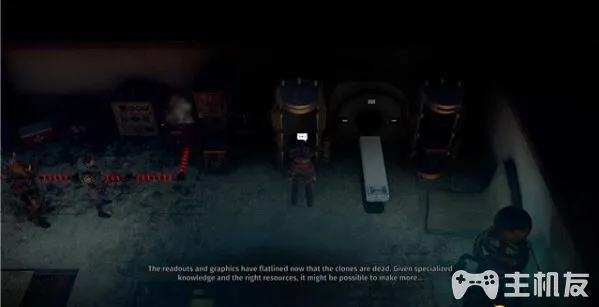 The readouts and graphics have flatlined now that the clones are dead. Given specialized
knowledge and the right resources, it might be possible to make more...
主机友